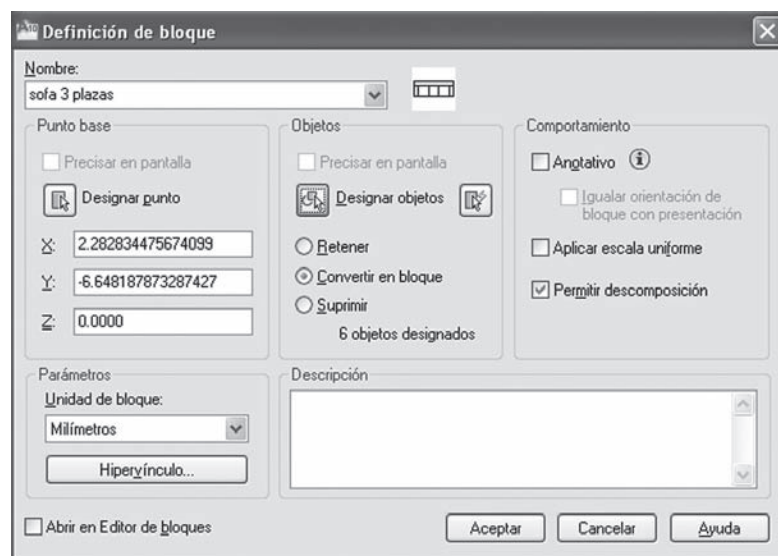 Definición de bloque
Nombre:
sofa 3 plazas
Punto base
Precisar en pantalla
Designar punto
X: 2.282834475674099
Y: -6.648187873287427
Z: 0.0000
Objetos
Precisar en pantalla
Designar objetos
Retener
Convertir en bloque
Suprimir
6 objetos designados
Comportamiento
Anotativo
Igualar orientación de
bloque con presentación
Aplicar escala uniforme
Permitir descomposición
Parámetros
Unidad de bloque:
Milímetros
Hipervínculo...
Descripción
Abrir en Editor de bloques
Aceptar
Cancelar
Ayuda